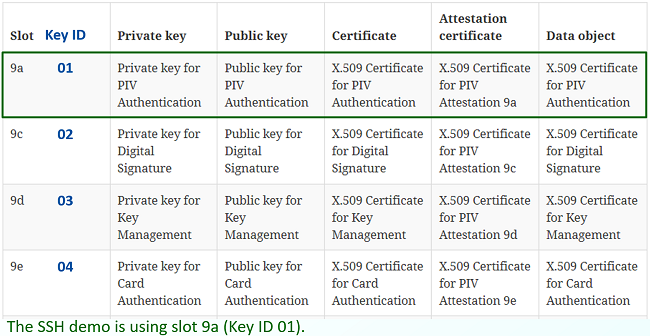 Slot Key ID Private key Public key Certificate Attestation certificate Data object
9a 01 Private key for PIV Authentication Public key for PIV Authentication X.509 Certificate for PIV Authentication X.509 Certificate for PIV Attestation 9a X.509 Certificate for PIV Authentication
9c 02 Private key for Digital Signature Public key for Digital Signature X.509 Certificate for Digital Signature X.509 Certificate for PIV Attestation 9c X.509 Certificate for Digital Signature
9d 03 Private key for Key Management Public key for Key Management X.509 Certificate for Key Management X.509 Certificate for PIV Attestation 9d X.509 Certificate for Key Management
9e 04 Private key for Card Authentication Public key for Card Authentication X.509 Certificate for Card Authentication X.509 Certificate for PIV Attestation 9e X.509 Certificate for Card Authentication
The SSH demo is using slot 9a (Key ID 01).